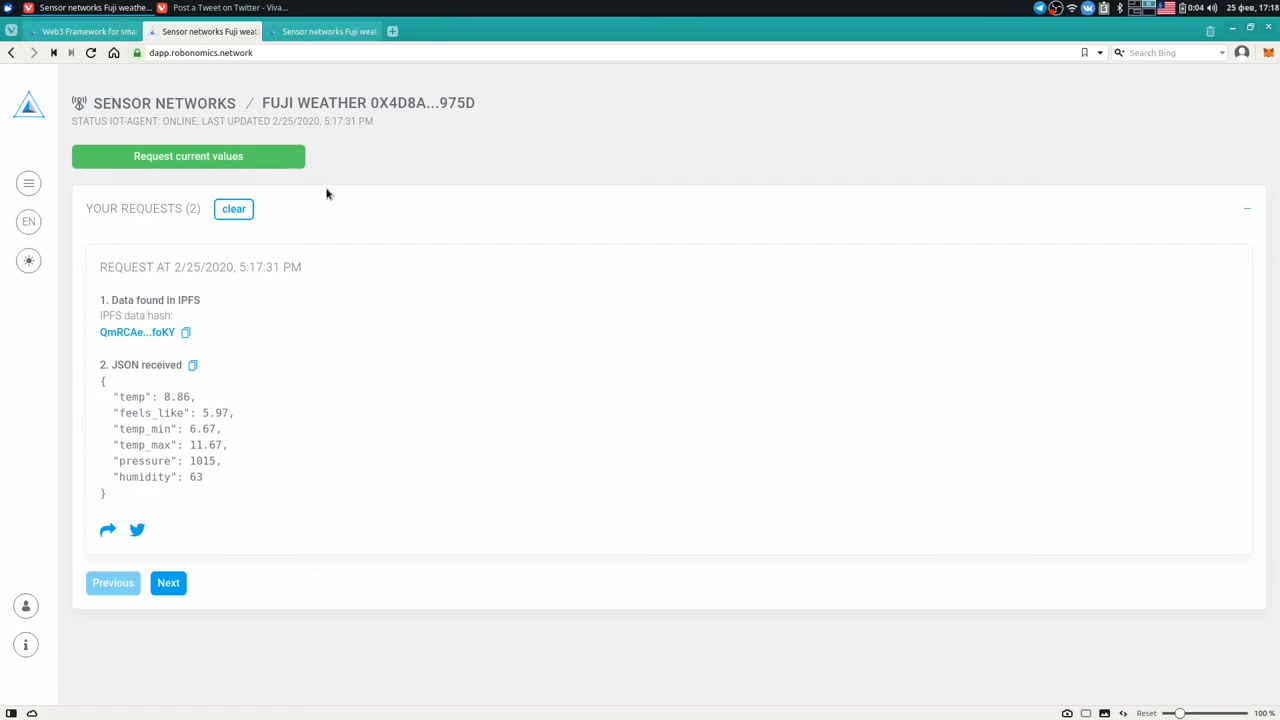 Sensor networks Fuji weathe...
Post a Tweet on Twitter - Viva...
0:04
25 фев, 17:18
Web3 Framework for sma
Sensor networks Fuji weat
Sensor networks Fuji weat
dapp.robonomics.network
Search Bing
SENSOR NETWORKS / FUJI WEATHER 0X4D8A...975D
STATUS IOT-AGENT: ONLINE, LAST UPDATED 2/25/2020, 5:17:31 PM
Request current values
YOUR REQUESTS (2)
clear
EN
REQUEST AT 2/25/2020, 5:17:31 PM
1. Data found in IPFS
IPFS data hash:
QmRCAe...foKY
2. JSON received
{
"temp": 8.86,
"feels_like": 5.97,
"temp_min": 6.67,
"temp_max": 11.67,
"pressure": 1015,
"humidity": 63
}
Previous
Next
Reset
100 %